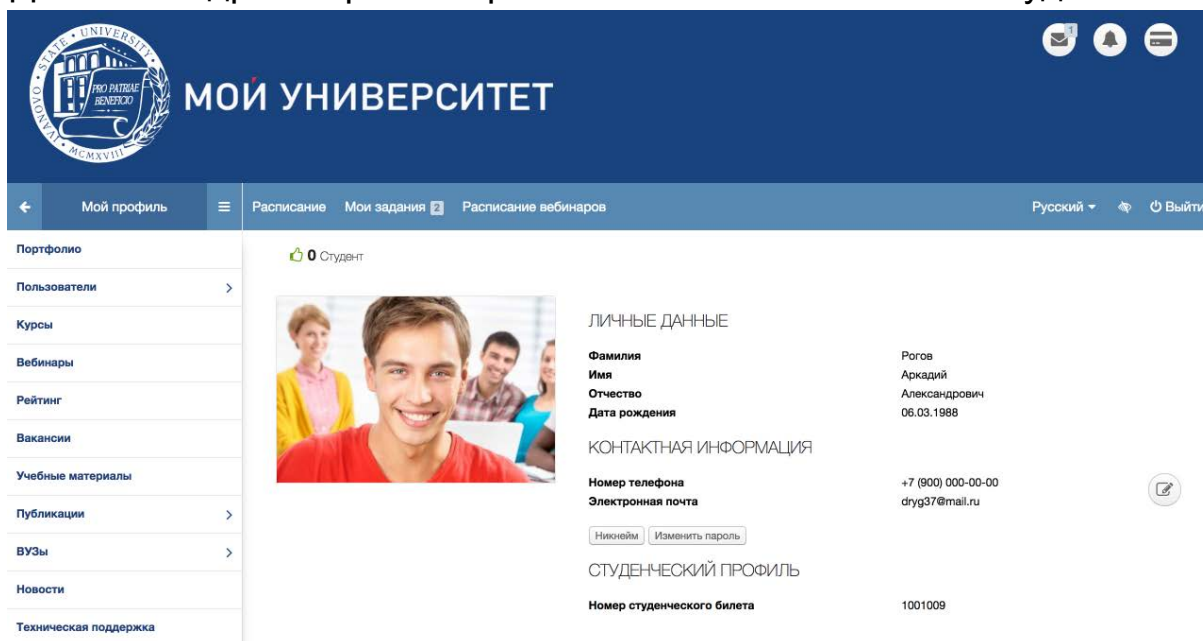 STATE UNIVERSITY
IVANOVO
PRO PATRIAE
BENEFICIO
MCMXVIII
МОЙ УНИВЕРСИТЕТ
1
Мой профиль
Расписание Мои задания 2 Расписание вебинаров
Русский
Выйти
Портфолио
Пользователи
Курсы
Вебинары
Рейтинг
Вакансии
Учебные материалы
Публикации
ВУЗы
Новости
Техническая поддержка
0 Студент
ЛИЧНЫЕ ДАННЫЕ
Фамилия Рогов
Имя Аркадий
Отчество Александрович
Дата рождения 06.03.1988
КОНТАКТНАЯ ИНФОРМАЦИЯ
Номер телефона +7 (900) 000-00-00
Электронная почта dryg37@mail.ru
Никнейм Изменить пароль
СТУДЕНЧЕСКИЙ ПРОФИЛЬ
Номер студенческого билета 1001009